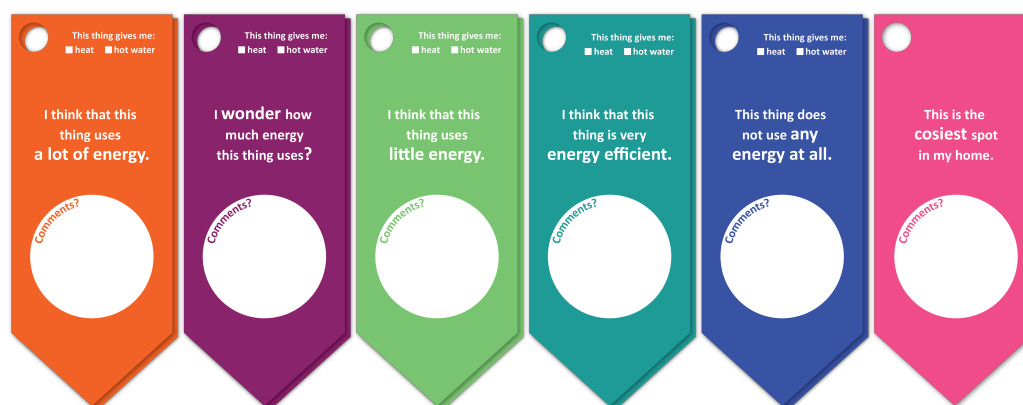 This thing gives me:
heat hot water
I think that this
thing uses
a lot of energy.
Comments?
This thing gives me:
heat hot water
I wonder how
much energy
this thing uses?
Comments?
This thing gives me:
heat hot water
I think that this
thing uses
little energy.
Comments?
This thing gives me:
heat hot water
I think that this
thing is very
energy efficient.
Comments?
This thing gives me:
heat hot water
This thing does
not use any
energy at all.
Comments?
This is the
cosiest spot
in my home.
Comments?